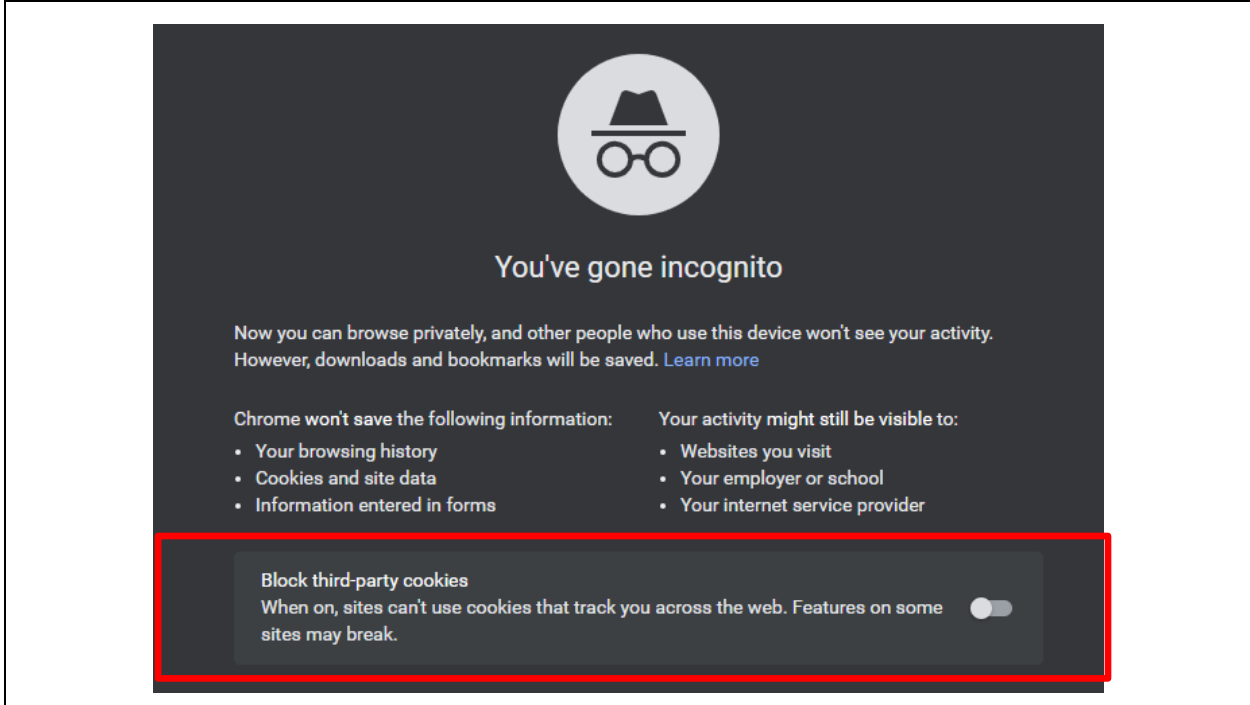 You've gone incognito
Now you can browse privately, and other people who use this device won't see your activity.
However, downloads and bookmarks will be saved. Learn more
Chrome won't save the following information:
• Your browsing history
• Cookies and site data
• Information entered in forms
Your activity might still be visible to:
• Websites you visit
• Your employer or school
• Your internet service provider
Block third-party cookies
When on, sites can't use cookies that track you across the web. Features on some
sites may break.